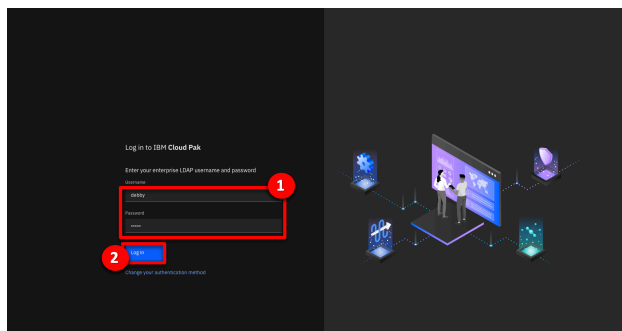 Log in to IBM Cloud Pak
Enter your enterprise LDAP username and password
Username
1
debby
Password
•••••
2
Log in
Change your authentication method